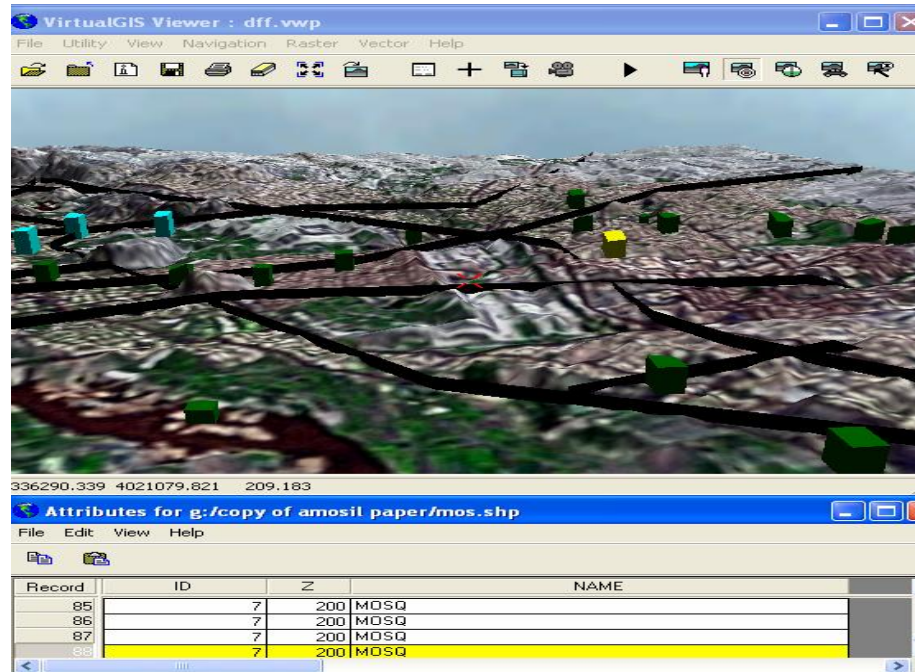 VirtualGIS Viewer : dff.vwp
File Utility View Navigation Raster Vector Help
336290.339 4021079.821 209.183
Attributes for g:/copy of amosil paper/mos.shp
File Edit View Help
Record ID Z NAME
85 7 200 MOSQ
86 7 200 MOSQ
87 7 200 MOSQ
88 7 200 MOSQ